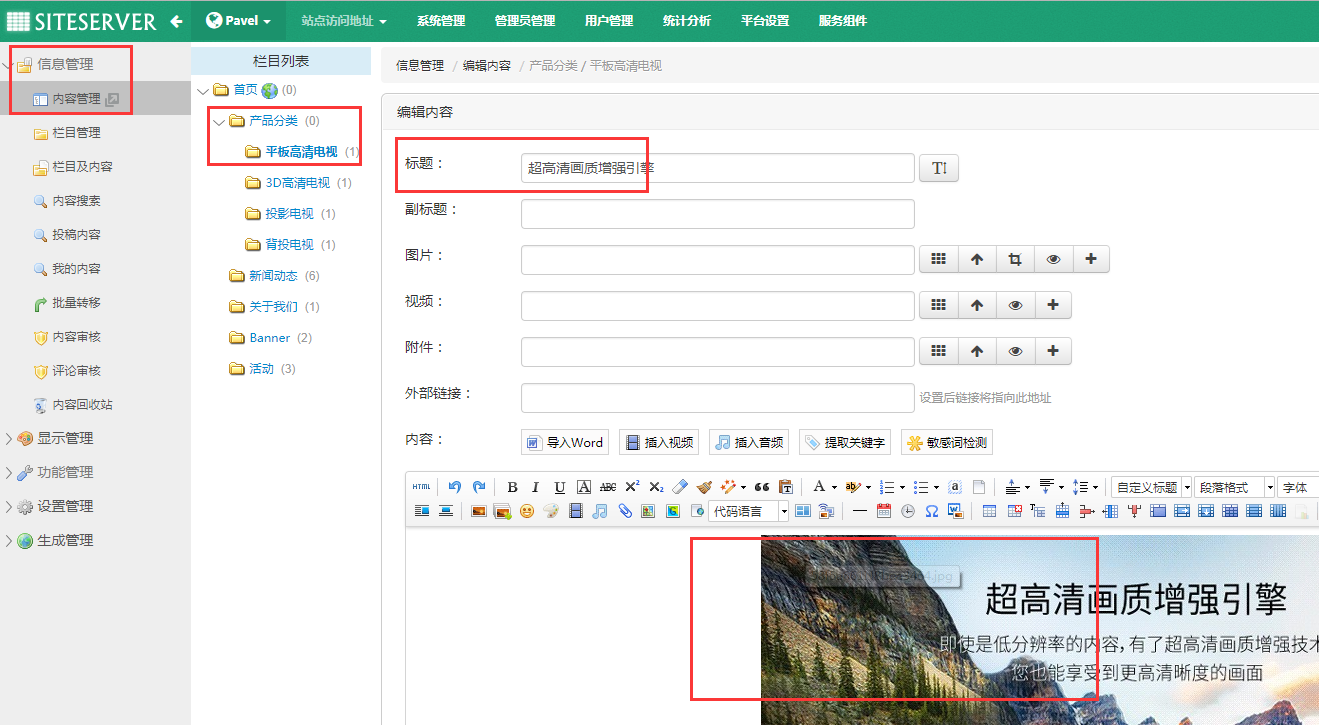 SITESERVER
Pavel
站点访问地址
系统管理
管理员管理
用户管理
统计分析
平台设置
服务组件
信息管理
内容管理
栏目管理
栏目及内容
内容搜索
投稿内容
我的内容
批量转移
内容审核
评论审核
内容回收站
显示管理
功能管理
设置管理
生成管理
栏目列表
首页 (0)
产品分类 (0)
平板高清电视 (1)
3D高清电视 (1)
投影电视 (1)
背投电视 (1)
新闻动态 (6)
关于我们 (1)
Banner (2)
活动 (3)
信息管理 / 编辑内容 / 产品分类 / 平板高清电视
编辑内容
标题：
超高清画质增强引擎
副标题：
图片：
视频：
附件：
外部链接：
设置后链接将指向此地址
内容：
导入Word
插入视频
插入音频
提取关键字
敏感词检测
HTML
自定义标题
段落格式
字体
代码语言
超高清画质增强引擎
即使是低分辨率的内容,有了超高清画质增强技术
您也能享受到更高清晰度的画面